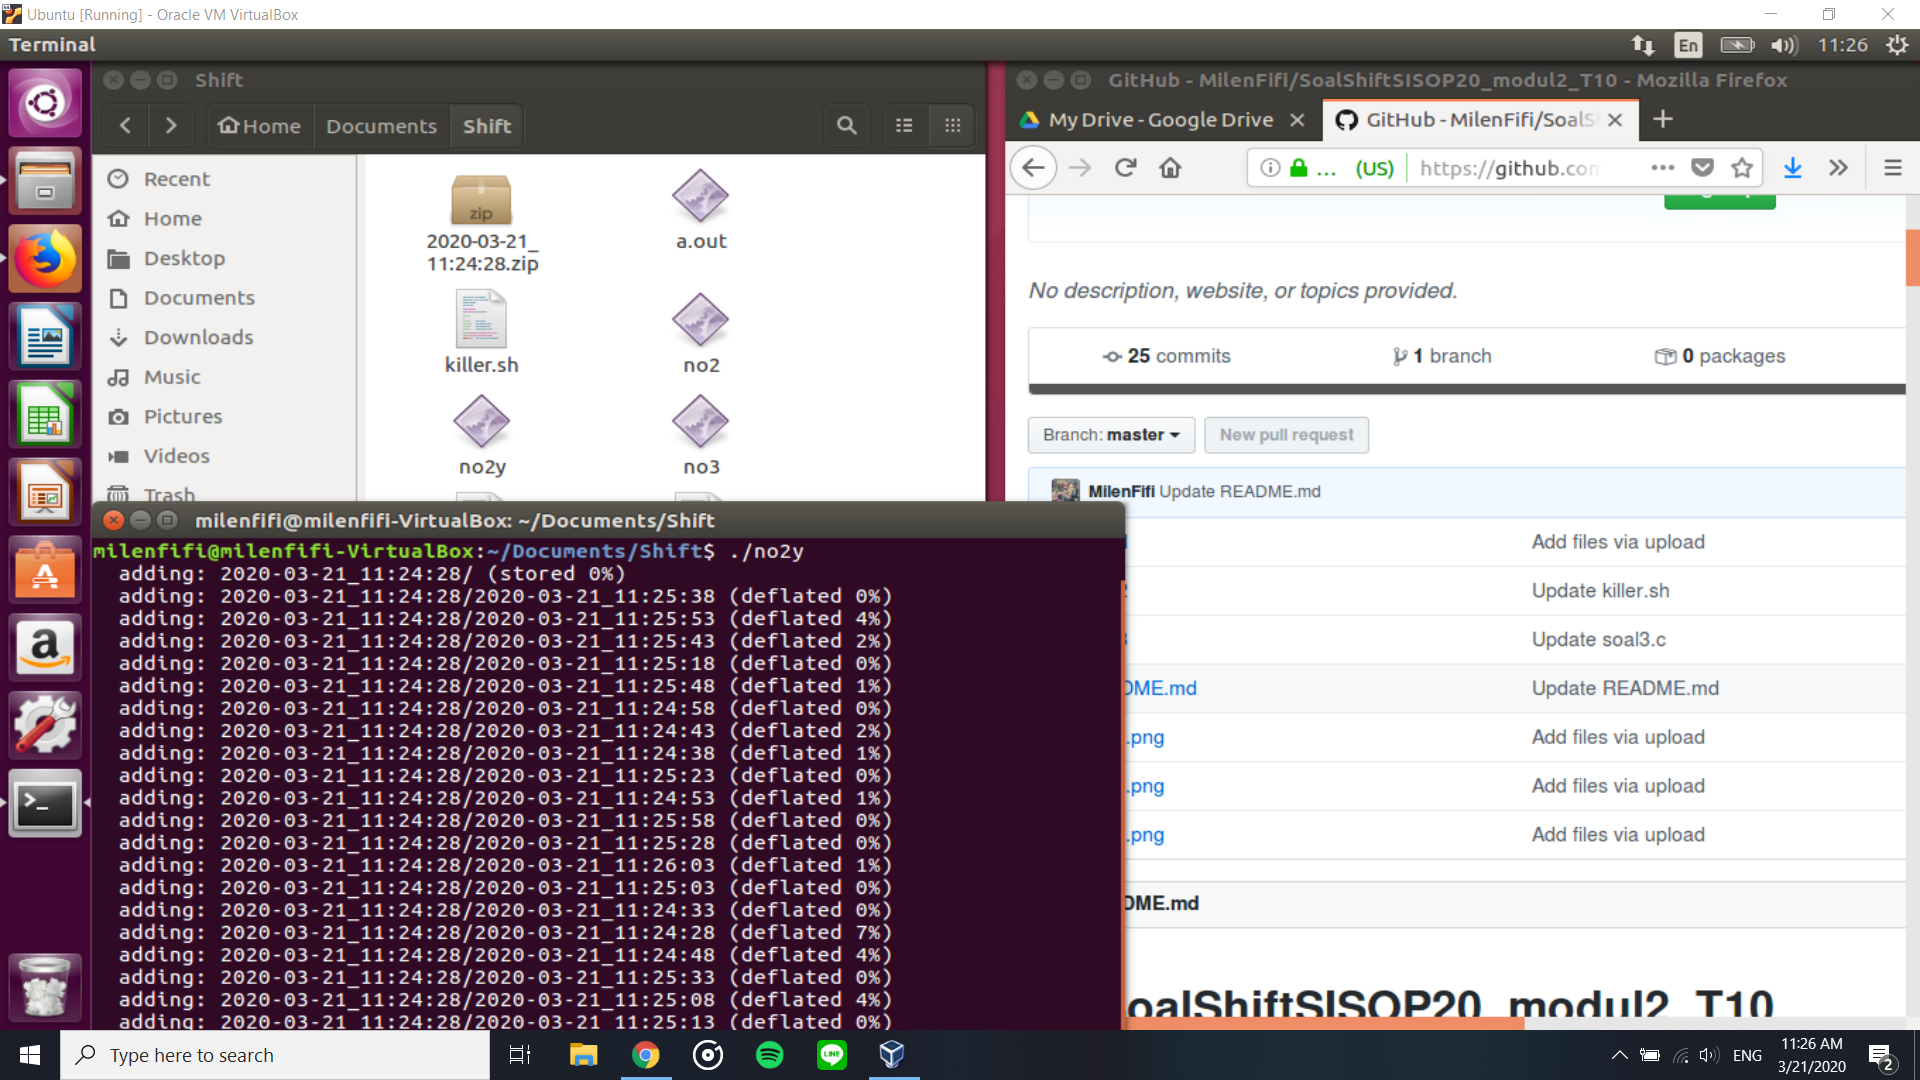 Ubuntu [Running] - Oracle VM VirtualBox
Terminal
En
11:26
Shift
Home
Documents
Shift
Recent
Home
Desktop
Documents
Downloads
Music
Pictures
Videos
Trash
zip
2020-03-21_
11:24:28.zip
a.out
killer.sh
no2
no2y
no3
GitHub - MilenFifi/SoalShiftSISOP20_modul2_T10 - Mozilla Firefox
My Drive - Google Drive
GitHub - MilenFifi/SoalS
... (US)
https://github.com
No description, website, or topics provided.
25 commits
1 branch
0 packages
Branch: master
New pull request
MilenFifi Update README.md
Add files via upload
Update killer.sh
Update soal3.c
DME.md
Update README.md
.png
Add files via upload
.png
Add files via upload
.png
Add files via upload
DME.md
oalShiftSISOP20_modul2_T10
milenfifi@milenfifi-VirtualBox: ~/Documents/Shift
milenfifi@milenfifi-VirtualBox:~/Documents/Shift$ ./no2y
adding: 2020-03-21_11:24:28/ (stored 0%)
adding: 2020-03-21_11:24:28/2020-03-21_11:25:38 (deflated 0%)
adding: 2020-03-21_11:24:28/2020-03-21_11:25:53 (deflated 4%)
adding: 2020-03-21_11:24:28/2020-03-21_11:25:43 (deflated 2%)
adding: 2020-03-21_11:24:28/2020-03-21_11:25:18 (deflated 0%)
adding: 2020-03-21_11:24:28/2020-03-21_11:25:48 (deflated 1%)
adding: 2020-03-21_11:24:28/2020-03-21_11:24:58 (deflated 0%)
adding: 2020-03-21_11:24:28/2020-03-21_11:24:43 (deflated 2%)
adding: 2020-03-21_11:24:28/2020-03-21_11:24:38 (deflated 1%)
adding: 2020-03-21_11:24:28/2020-03-21_11:25:23 (deflated 0%)
adding: 2020-03-21_11:24:28/2020-03-21_11:24:53 (deflated 1%)
adding: 2020-03-21_11:24:28/2020-03-21_11:25:58 (deflated 0%)
adding: 2020-03-21_11:24:28/2020-03-21_11:25:28 (deflated 0%)
adding: 2020-03-21_11:24:28/2020-03-21_11:26:03 (deflated 1%)
adding: 2020-03-21_11:24:28/2020-03-21_11:25:03 (deflated 0%)
adding: 2020-03-21_11:24:28/2020-03-21_11:24:33 (deflated 0%)
adding: 2020-03-21_11:24:28/2020-03-21_11:24:28 (deflated 7%)
adding: 2020-03-21_11:24:28/2020-03-21_11:24:48 (deflated 4%)
adding: 2020-03-21_11:24:28/2020-03-21_11:25:33 (deflated 0%)
adding: 2020-03-21_11:24:28/2020-03-21_11:25:08 (deflated 4%)
adding: 2020-03-21_11:24:28/2020-03-21_11:25:13 (deflated 0%)
Type here to search
LINE
ENG
11:26 AM
3/21/2020
2